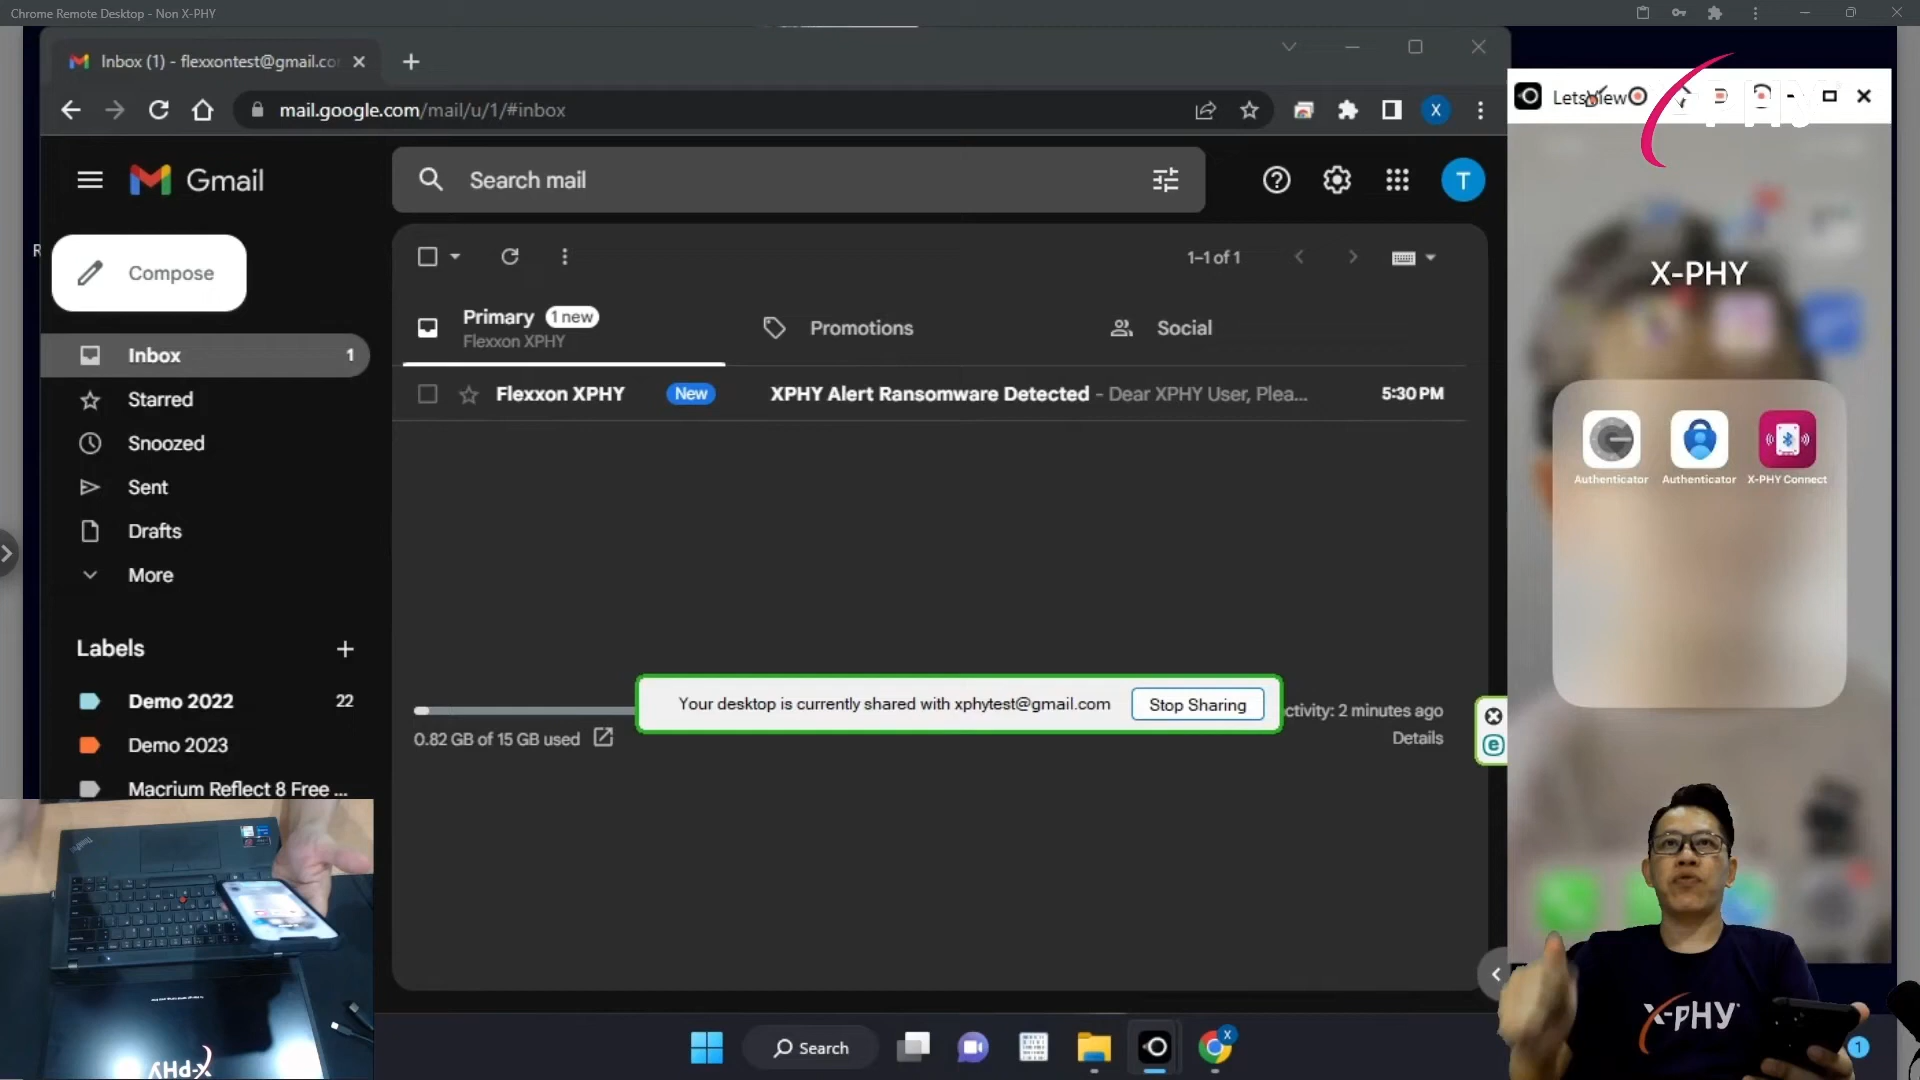 Chrome Remote Desktop - Non X-PHY
Inbox (1) - flexxontest@gmail.co
mail.google.com/mail/u/1/#inbox
X
LetsView
X-PHY
Gmail
Search mail
T
R
Compose
1–1 of 1
X-PHY
Primary 1 new
Flexxon XPHY
Promotions
Social
Inbox 1
Flexxon XPHY New XPHY Alert Ransomware Detected - Dear XPHY User, Plea... 5:30 PM
Starred
Snoozed
Sent
Drafts
More
Authenticator
Authenticator
X-PHY Connect
Labels
Demo 2022 22
Demo 2023
Macrium Reflect 8 Free ...
Your desktop is currently shared with xphytest@gmail.com
Stop Sharing
ctivity: 2 minutes ago
0.82 GB of 15 GB used
Details
X-PHY
X-PHY
Search
X
1